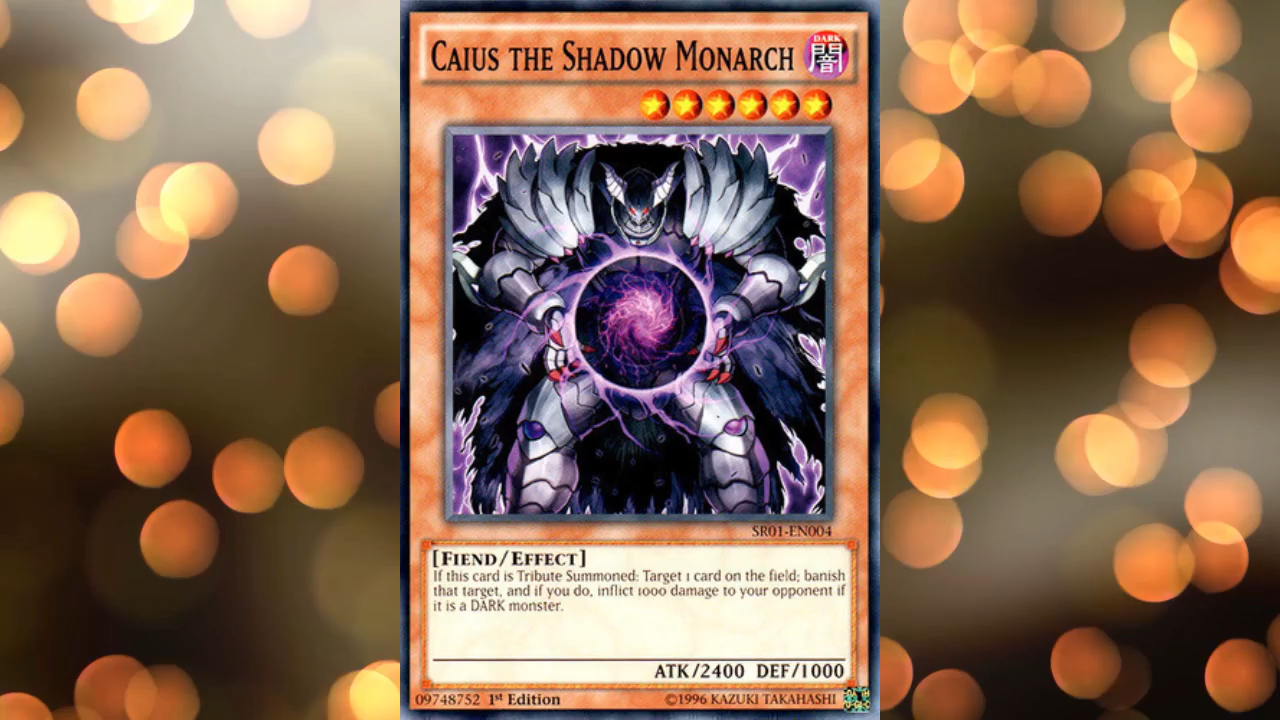 CAIUS THE SHADOW MONARCH
DARK
闇
SR01-EN004
[FIEND/EFFECT]
If this card is Tribute Summoned: Target 1 card on the field; banish
that target, and if you do, inflict 1000 damage to your opponent if
it is a DARK monster.
ATK/2400 DEF/1000
09748752 1st Edition ©1996 KAZUKI TAKAHASHI